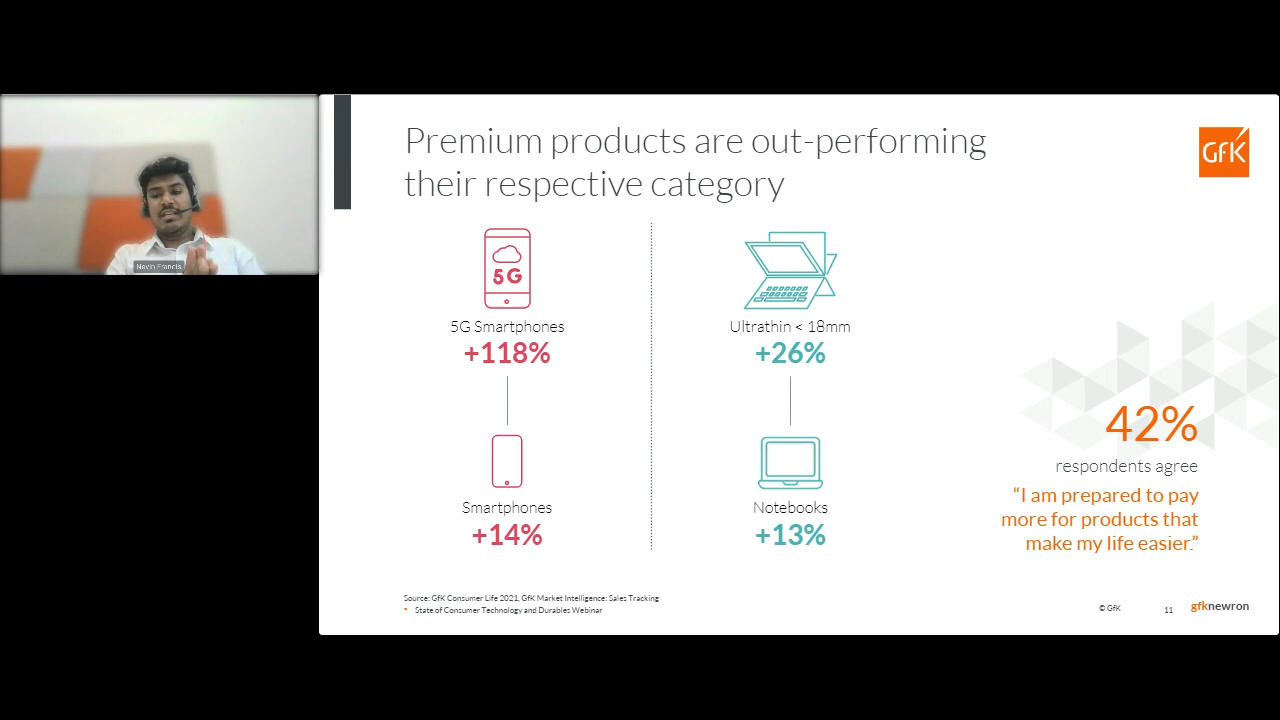 Nevin Francis
Premium products are out-performing
their respective category
GfK
5G
5G Smartphones
+118%
Smartphones
+14%
Ultrathin < 18mm
+26%
Notebooks
+13%
42%
respondents agree
“I am prepared to pay
more for products that
make my life easier.”
Source: GfK Consumer Life 2021, GfK Market Intelligence: Sales Tracking
State of Consumer Technology and Durables Webinar
© GfK
11
gfknewron